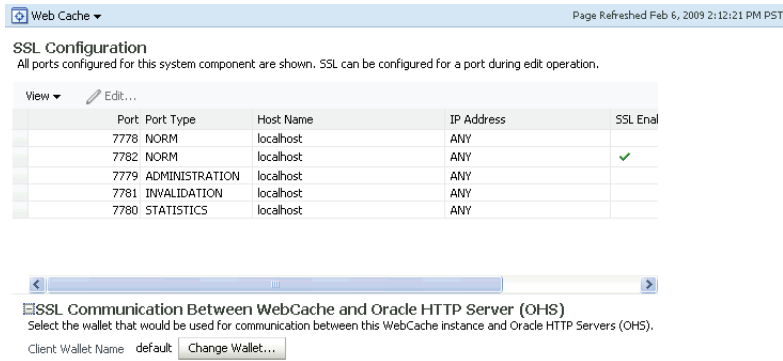 Web Cache Page Refreshed Feb 6, 2009 2:12:21 PM PST
SSL Configuration
All ports configured for this system component are shown. SSL can be configured for a port during edit operation.
View Edit...
Port Port Type Host Name IP Address SSL Enal
7778 NORM localhost ANY
7782 NORM localhost ANY
7779 ADMINISTRATION localhost ANY
7781 INVALIDATION localhost ANY
7780 STATISTICS localhost ANY
SSL Communication Between WebCache and Oracle HTTP Server (OHS)
Select the wallet that would be used for communication between this WebCache instance and Oracle HTTP Servers (OHS).
Client Wallet Name default Change Wallet...